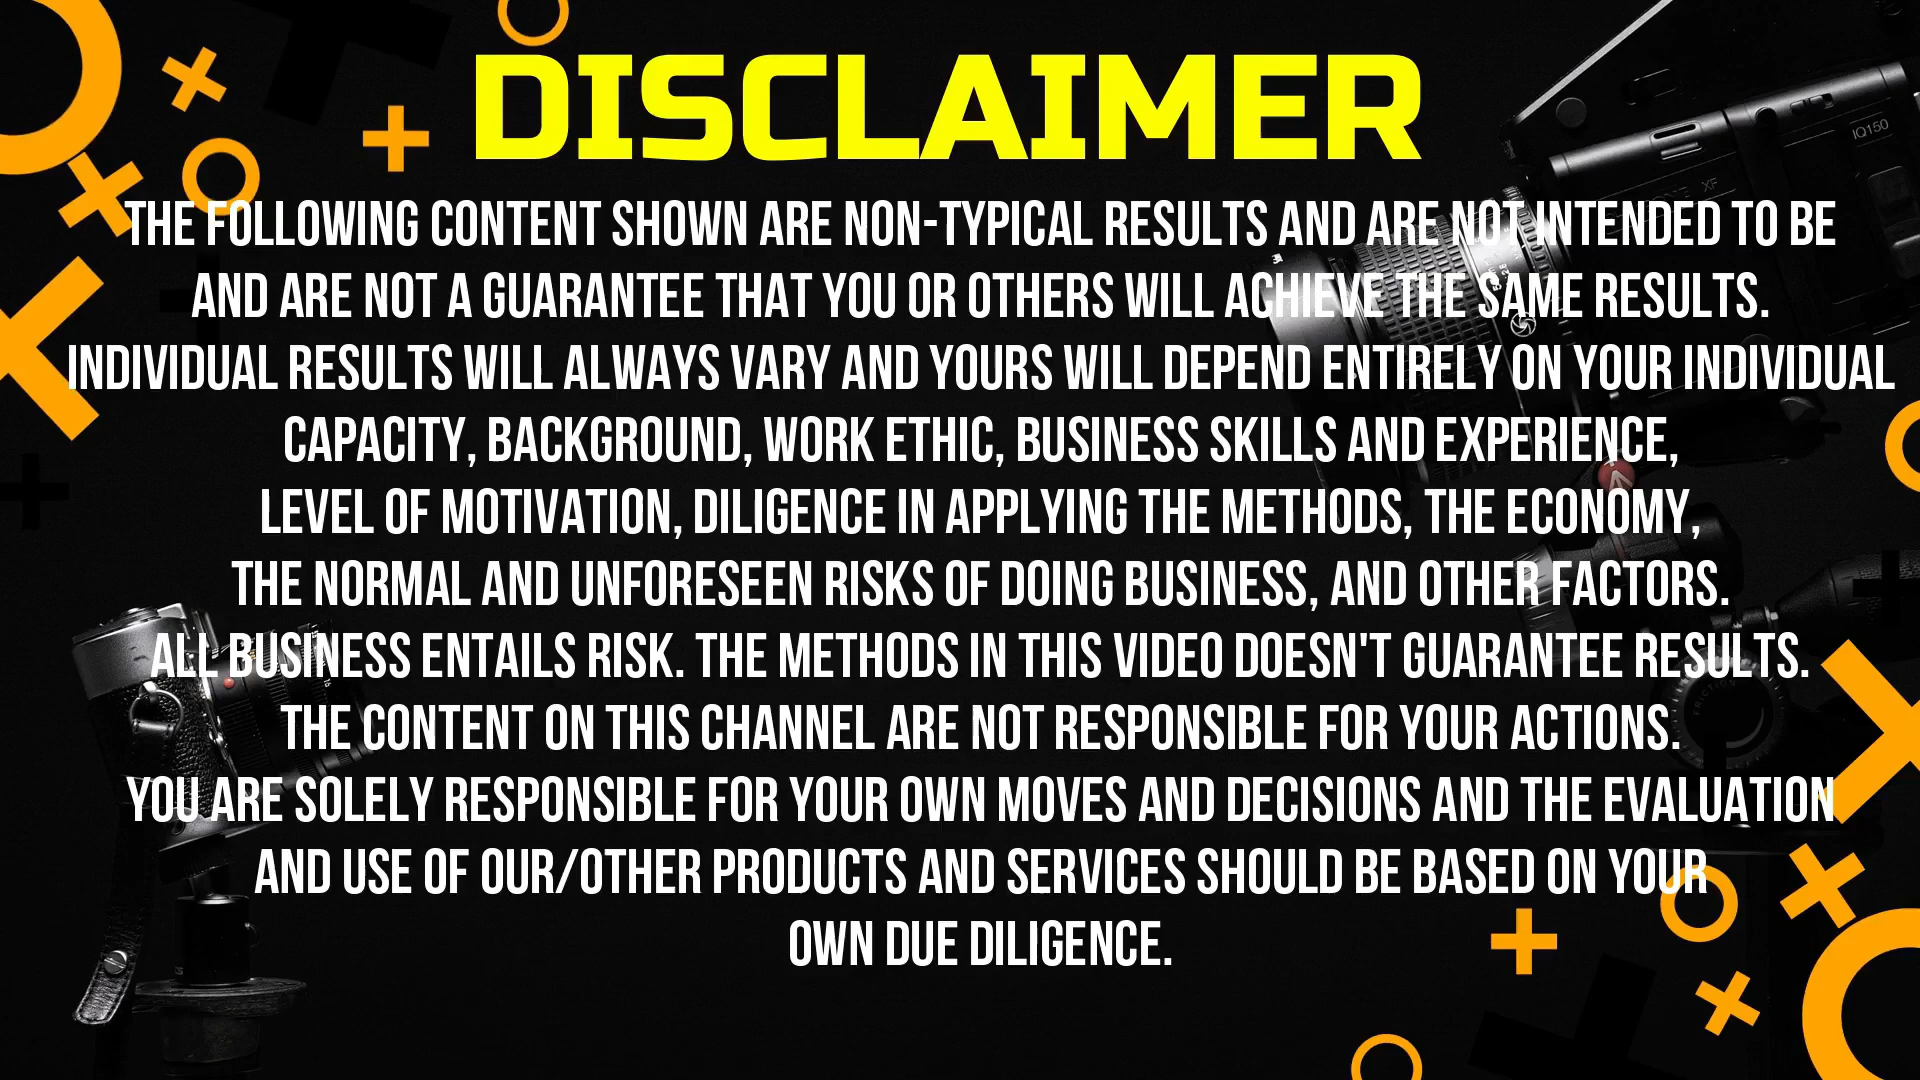 DISCLAIMER
THE FOLLOWING CONTENT SHOWN ARE NON-TYPICAL RESULTS AND ARE NOT INTENDED TO BE
AND ARE NOT A GUARANTEE THAT YOU OR OTHERS WILL ACHIEVE THE SAME RESULTS.
INDIVIDUAL RESULTS WILL ALWAYS VARY AND YOURS WILL DEPEND ENTIRELY ON YOUR INDIVIDUAL
CAPACITY, BACKGROUND, WORK ETHIC, BUSINESS SKILLS AND EXPERIENCE,
LEVEL OF MOTIVATION, DILIGENCE IN APPLYING THE METHODS, THE ECONOMY,
THE NORMAL AND UNFORESEEN RISKS OF DOING BUSINESS, AND OTHER FACTORS.
ALL BUSINESS ENTAILS RISK. THE METHODS IN THIS VIDEO DOESN'T GUARANTEE RESULTS.
THE CONTENT ON THIS CHANNEL ARE NOT RESPONSIBLE FOR YOUR ACTIONS.
YOU ARE SOLELY RESPONSIBLE FOR YOUR OWN MOVES AND DECISIONS AND THE EVALUATION
AND USE OF OUR/OTHER PRODUCTS AND SERVICES SHOULD BE BASED ON YOUR
OWN DUE DILIGENCE.
IQ150
XF